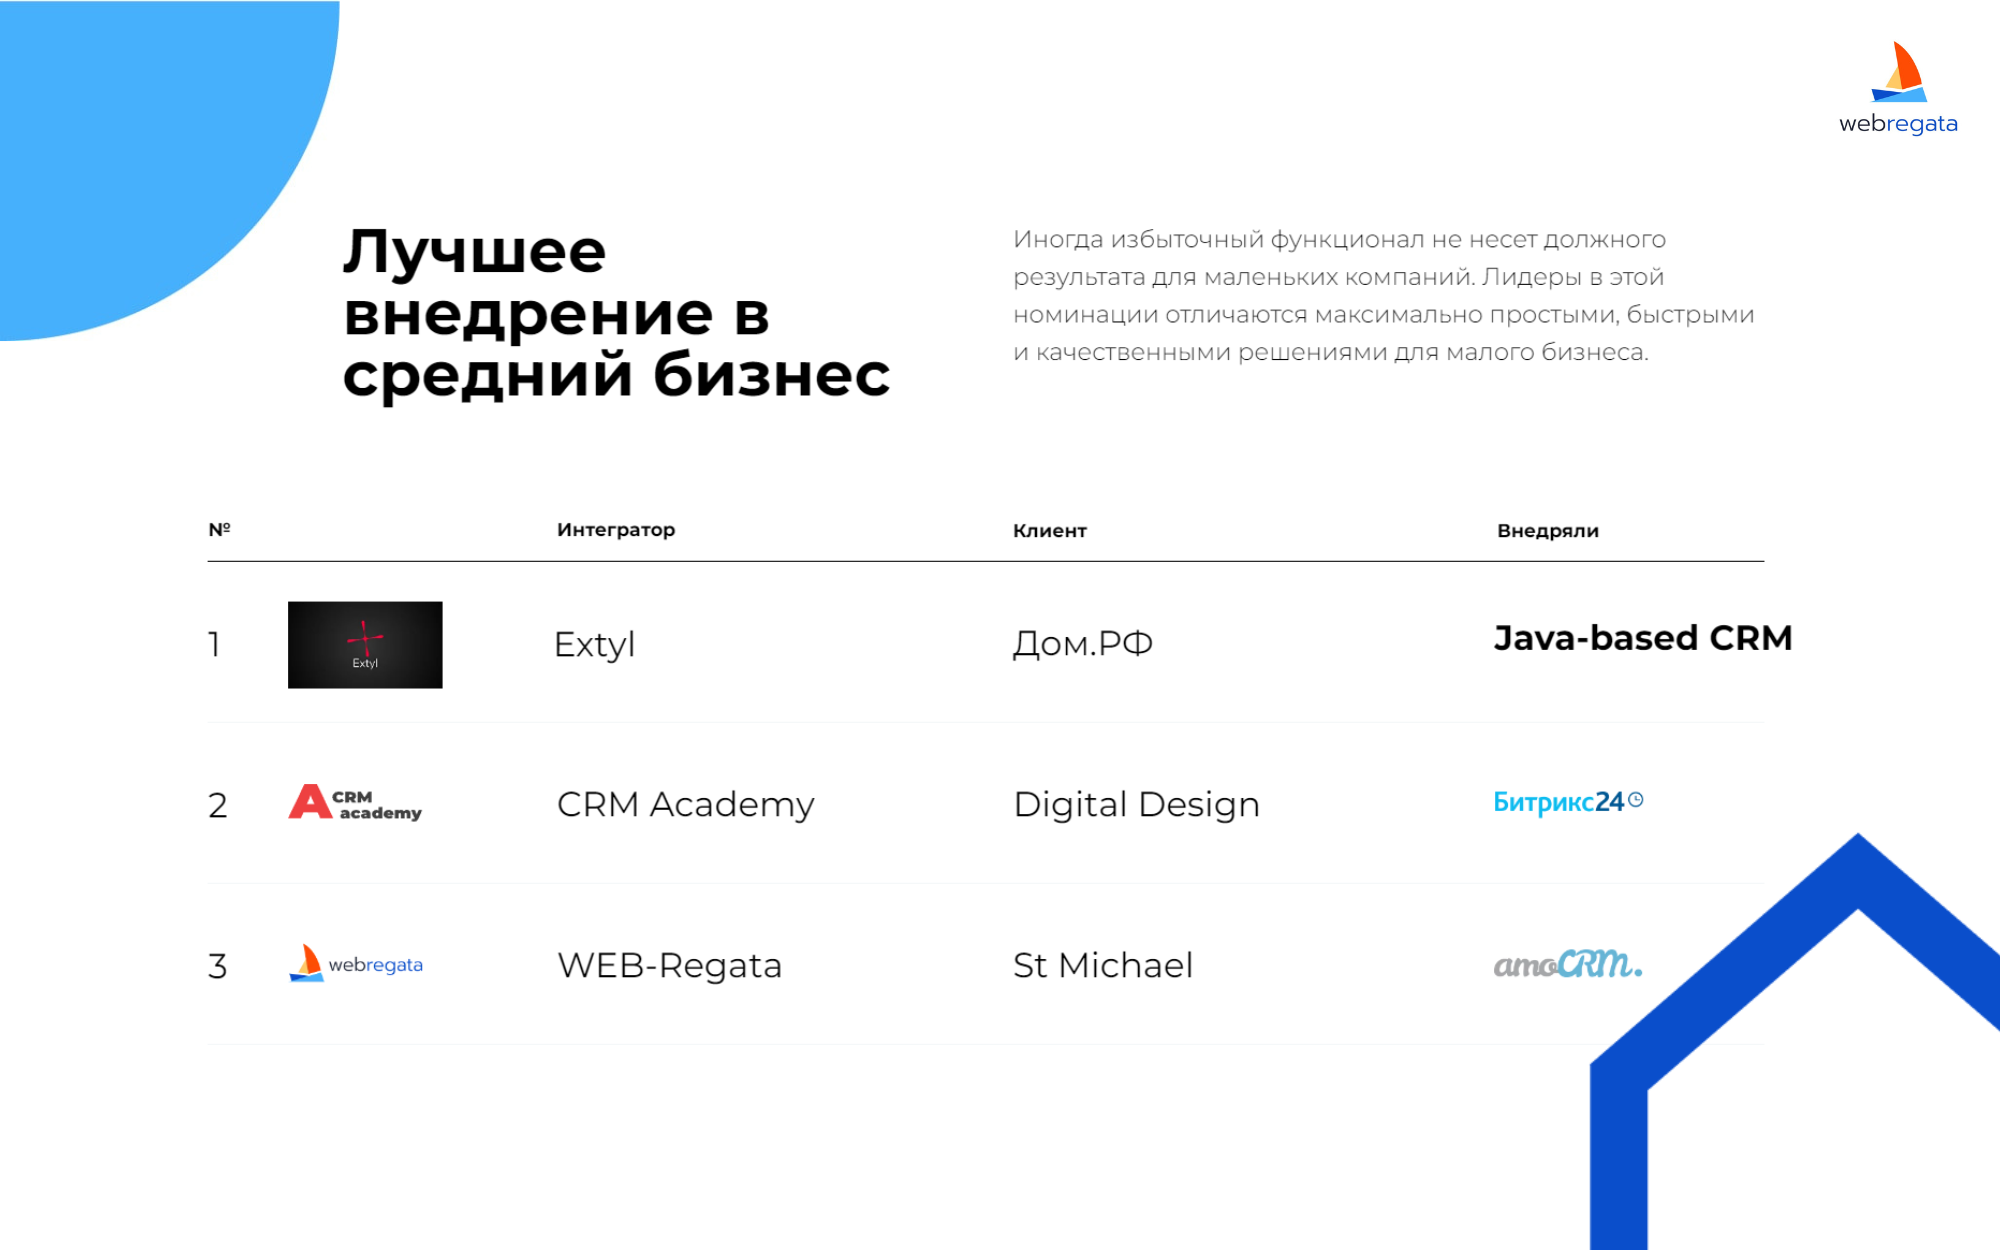 webregata
Лучшее
внедрение в
средний бизнес
Иногда избыточный функционал не несет должного
результата для маленьких компаний. Лидеры в этой
номинации отличаются максимально простыми, быстрыми
и качественными решениями для малого бизнеса.
№ Интегратор Клиент Внедряли
1 Extyl Extyl Дом.РФ Java-based CRM
2 CRM academy CRM Academy Digital Design Битрикс24
3 webregata WEB-Regata St Michael amoCRM.